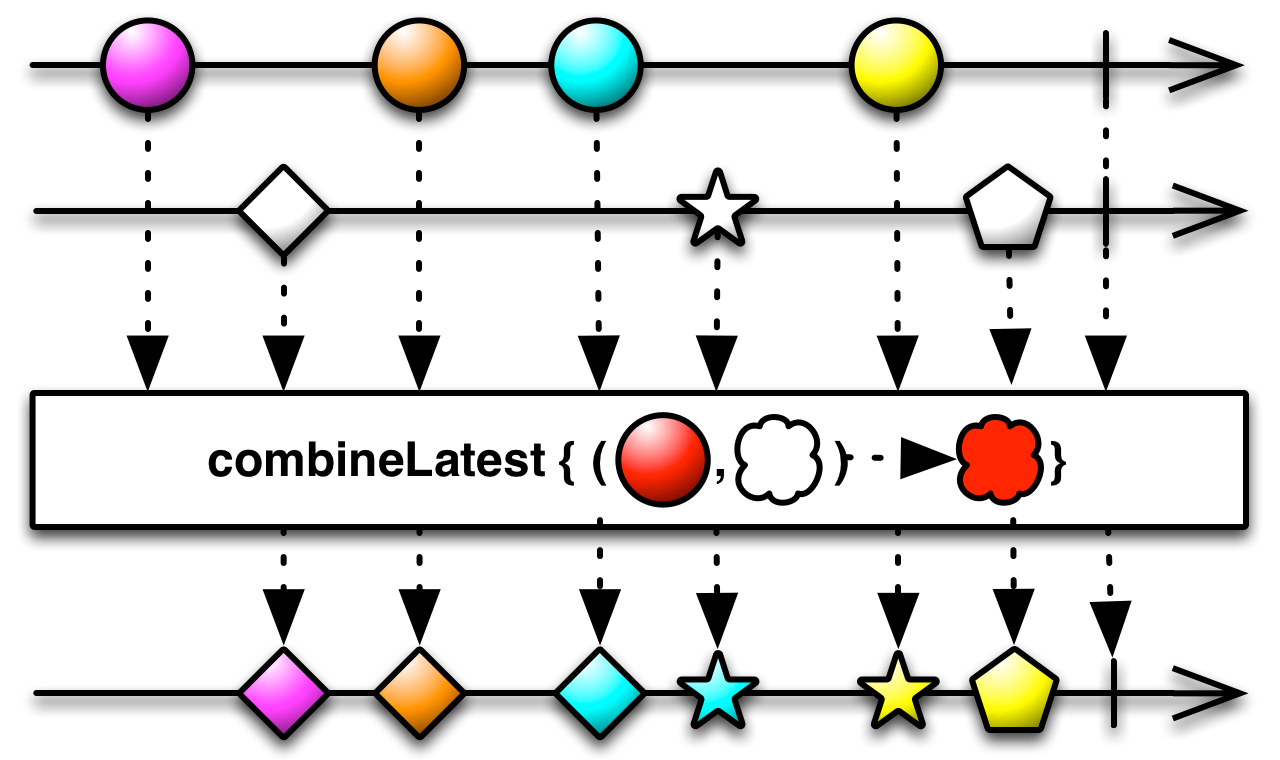 combineLatest { ( , ) }